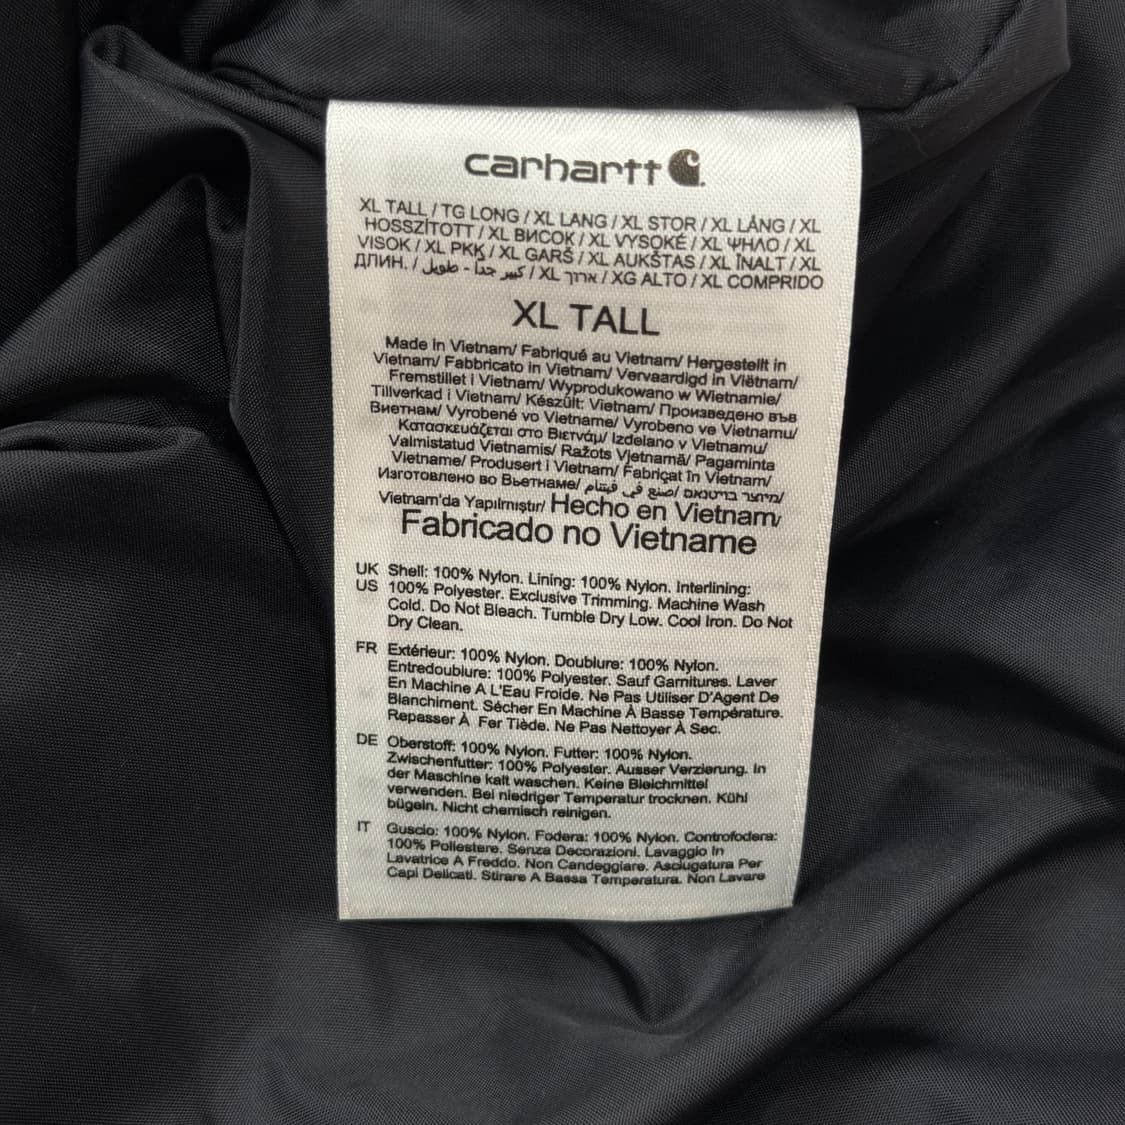 carhartt
XL TALL / TG LONG / XL LANG / XL STOR / XL LÅNG / XL
HOSSZÍTOTT / XL ВИСОК / XL VYSOKÉ / XL ΨΗΛΟ / XL
VISOK / XL PKK / XL GARŠ / XL AUKŠTAS / XL ÎNALT / XL
ДЛИН. / كبير جداً - طويل / XL ארוך / XG ALTO / XL COMPRIDO
XL TALL
Made in Vietnam/ Fabriqué au Vietnam/ Hergestellt in
Vietnam/ Fabbricato in Vietnam/ Vervaardigd in Viëtnam/
Fremstillet i Vietnam/ Wyprodukowano w Wietnamie/
Tillverkad i Vietnam/ Készült: Vietnam/ Произведено във
Виетнам/ Vyrobené vo Vietname/ Vyrobeno ve Vietnamu/
Κατασκευάζεται στο Βιετνάμ/ Izdelano v Vietnamu/
Valmistatud Vietnamis/ Ražots Vjetnamā/ Pagaminta
Vietname/ Produsert i Vietnam/ Fabricat în Vietnam/
Изготовлено во Вьетнаме/ صنع في فيتنام/ מיוצר בוייטנאם/
Vietnam'da Yapılmıştır/ Hecho en Vietnam/
Fabricado no Vietname
UK Shell: 100% Nylon. Lining: 100% Nylon. Interlining:
US 100% Polyester. Exclusive Trimming. Machine Wash
Cold. Do Not Bleach. Tumble Dry Low. Cool Iron. Do Not
Dry Clean.
FR Extérieur: 100% Nylon. Doublure: 100% Nylon.
Entredoublure: 100% Polyester. Sauf Garnitures. Laver
En Machine A L'Eau Froide. Ne Pas Utiliser D'Agent De
Blanchiment. Sécher En Machine À Basse Température.
Repasser À Fer Tiède. Ne Pas Nettoyer À Sec.
DE Oberstoff: 100% Nylon. Futter: 100% Nylon.
Zwischenfutter: 100% Polyester. Ausser Verzierung. In
der Maschine kalt waschen. Keine Bleichmittel
verwenden. Bei niedriger Temperatur trocknen. Kühl
bügeln. Nicht chemisch reinigen.
IT Guscio: 100% Nylon. Fodera: 100% Nylon. Controfodera:
100% Poliestere. Senza Decorazioni. Lavaggio In
Lavatrice A Freddo. Non Candeggiare. Asciugatura Per
Capi Delicati. Stirare A Bassa Temperatura. Non Lavare